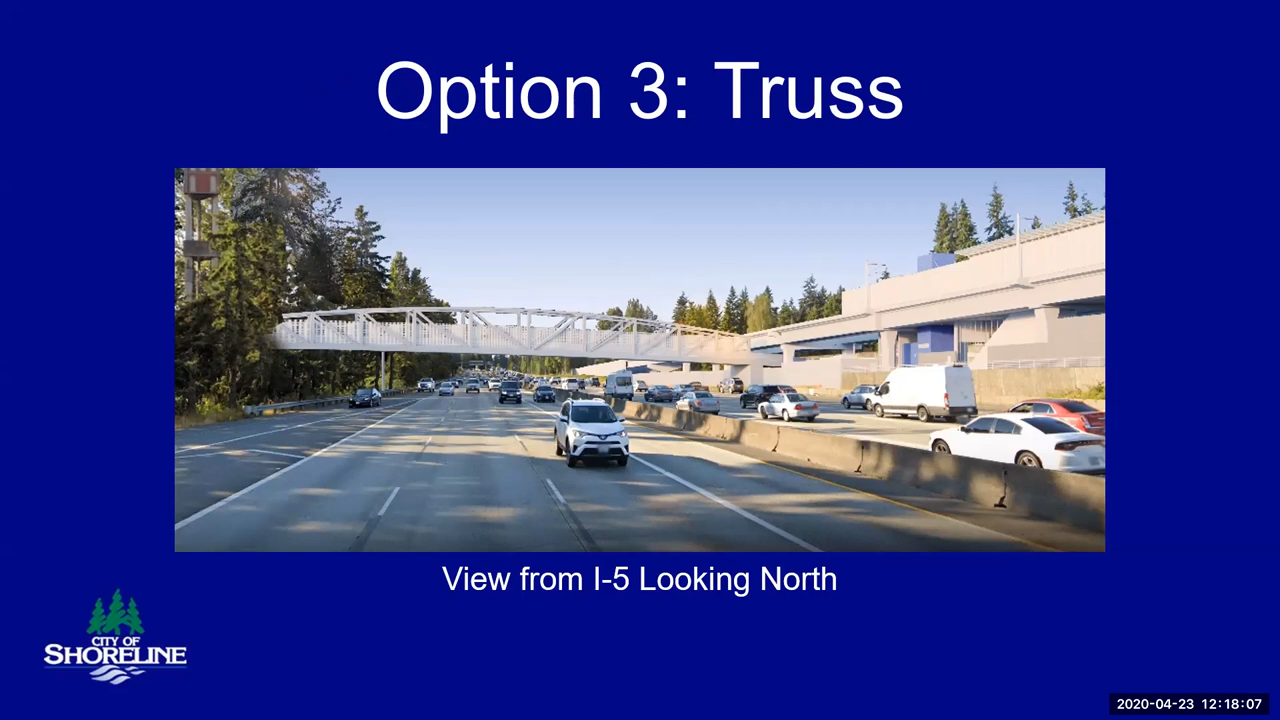 Option 3: Truss
View from I-5 Looking North
CITY OF
SHORELINE
2020-04-23 12:18:07